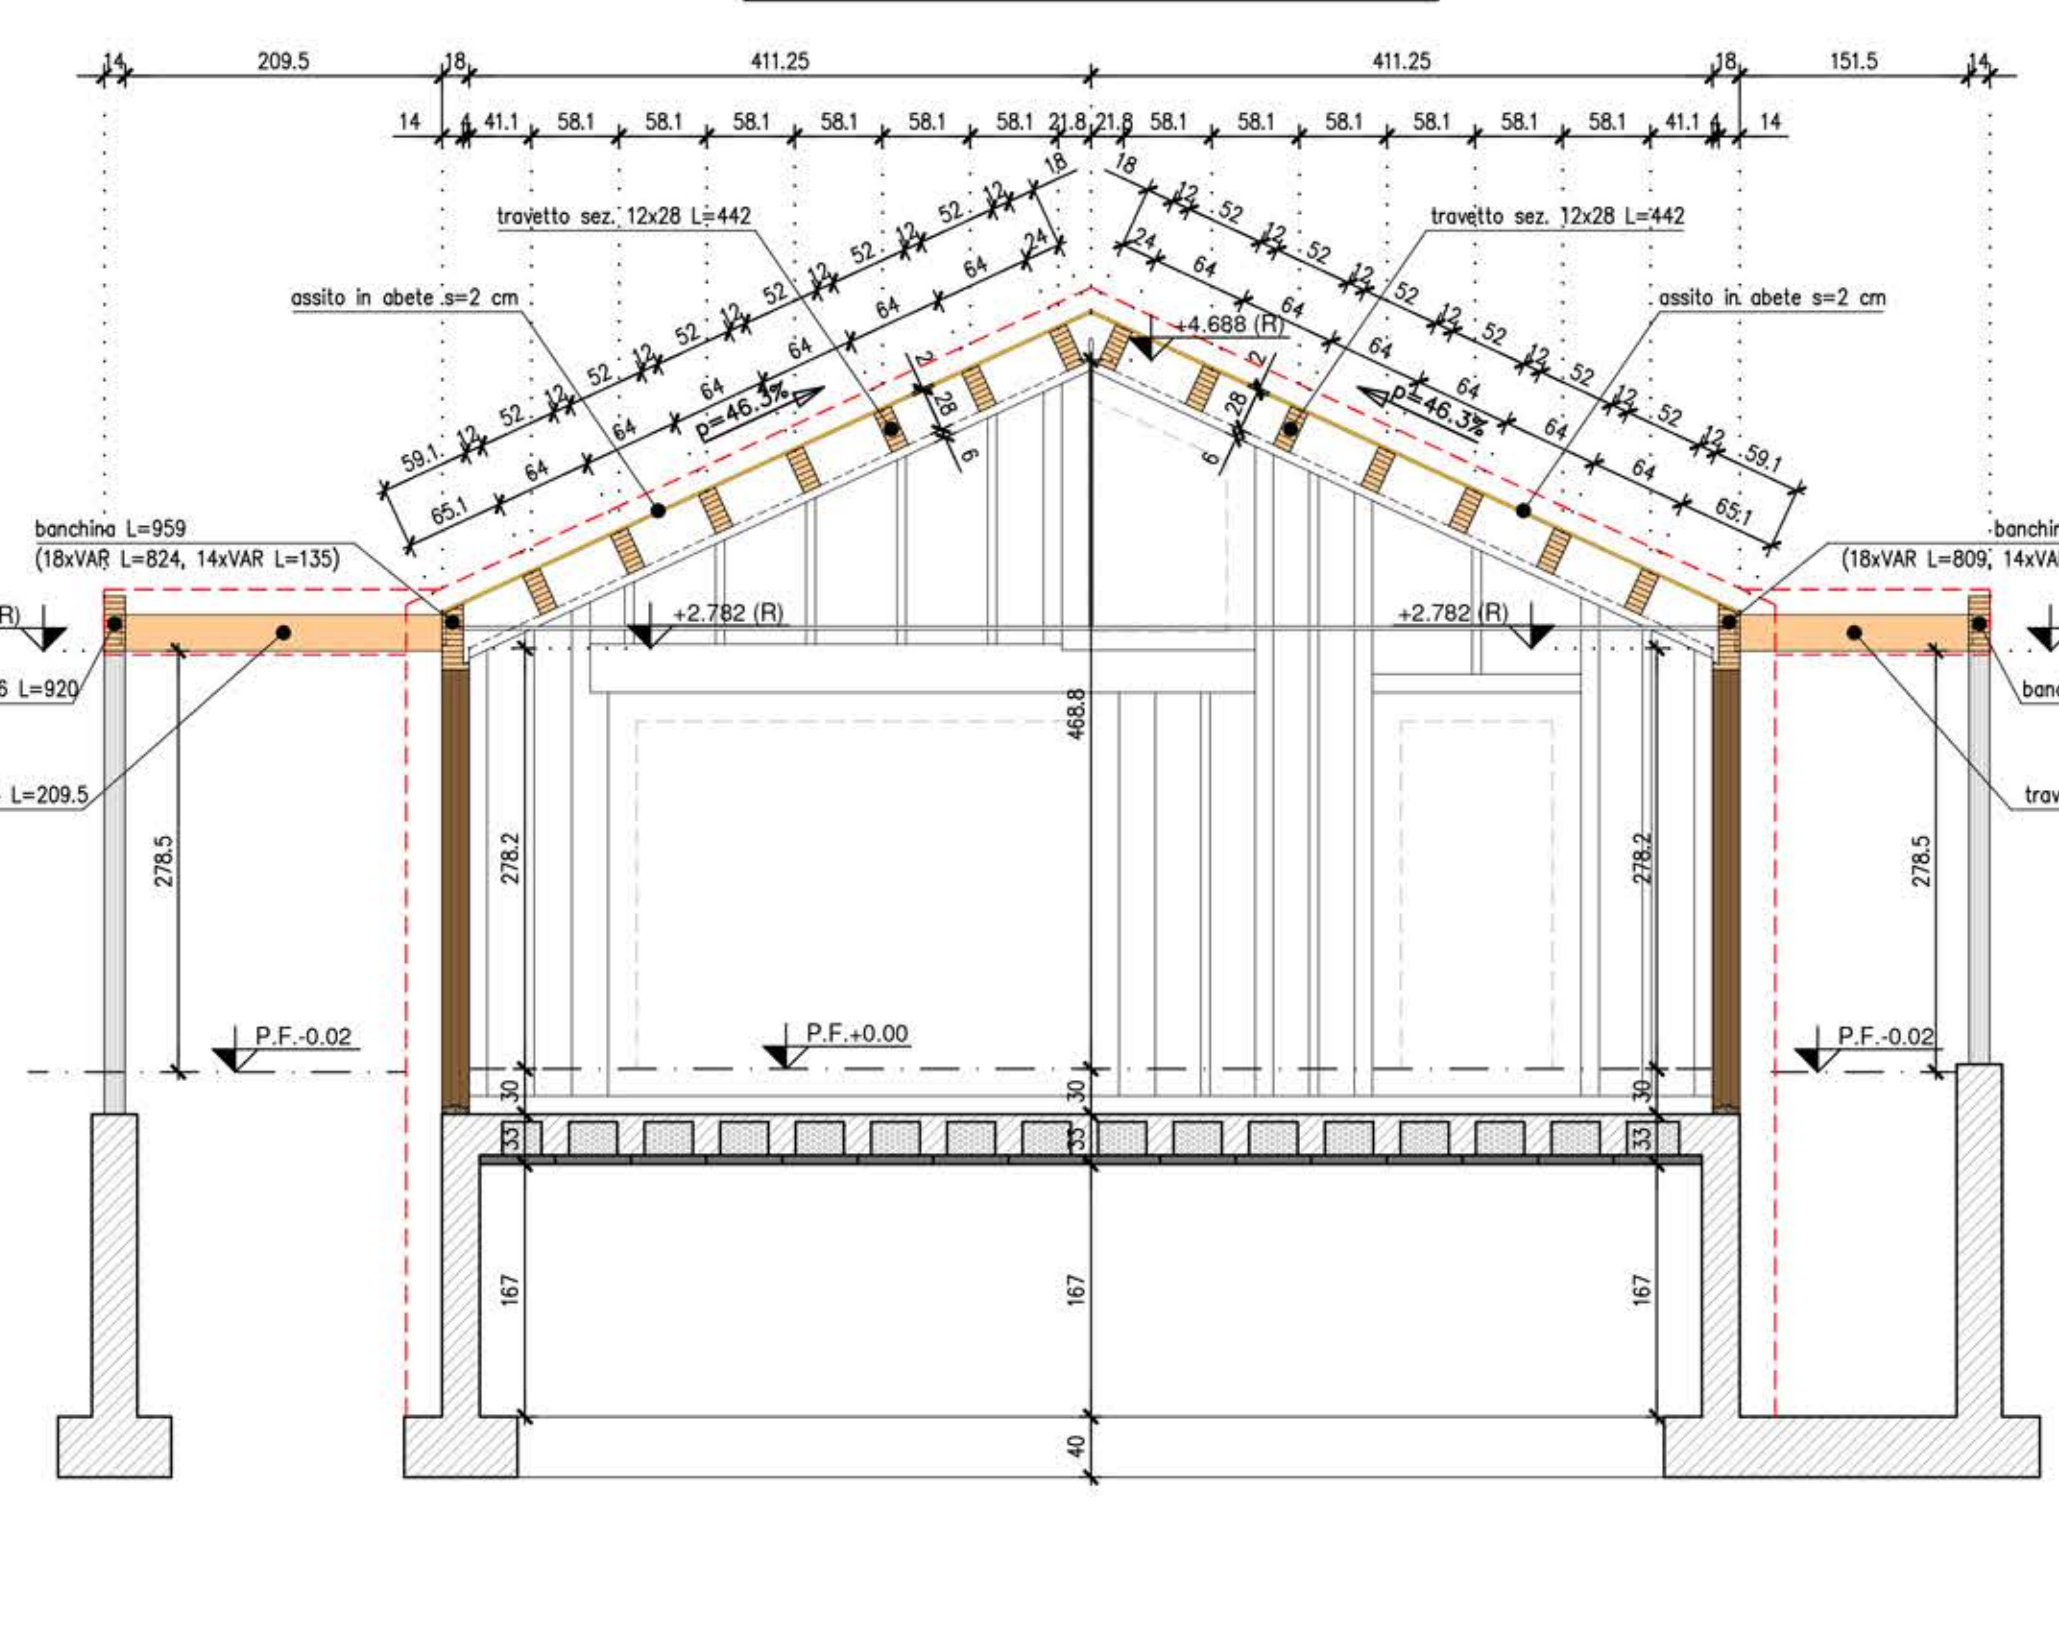 14 209.5 18 411.25 411.25 18 151.5 14
14 4 41.1 58.1 58.1 58.1 58.1 58.1 58.1 21.8 21.8 58.1 58.1 58.1 58.1 58.1 58.1 41.1 4 14
59.1 12 52 12 52 12 52 12 52 12 52 12 52 12 18
18 12 52 12 52 12 52 12 52 12 52 12 52 12 59.1
65.1 64 64 64 64 64 64 24
24 64 64 64 64 64 64 65.1
travetto sez. 12x28 L=442
travetto sez. 12x28 L=442
assito in abete s=2 cm
assito in abete s=2 cm
+4.688 (R)
p=46.3%
p=46.3%
2 28 6
2 28 6
banchina L=959
(18xVAR L=824, 14xVAR L=135)
banchin
(18xVAR L=809, 14xVA
R)
+2.782 (R)
+2.782 (R)
6 L=920
banc
L=209.5
trav
468.8
278.5
278.2
278.2
278.5
P.F.-0.02
P.F.+0.00
P.F.-0.02
30 30 30
33 33 33
167 167 167
40